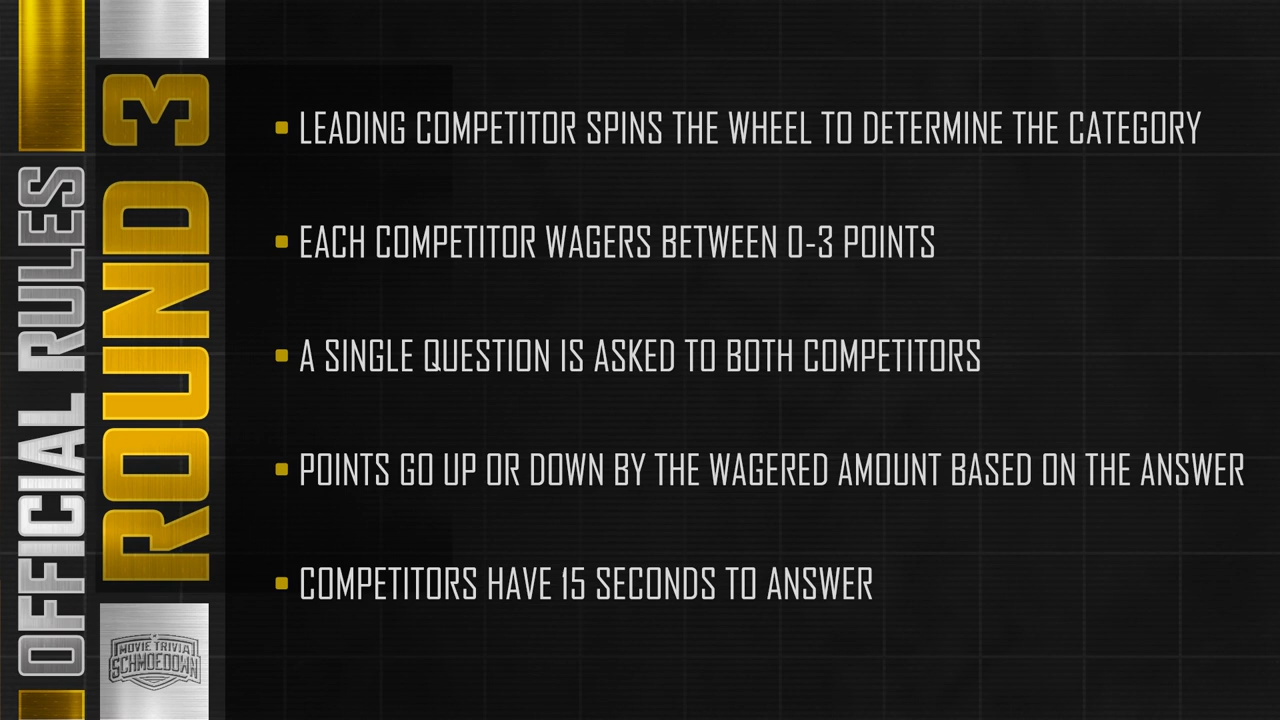 OFFICIAL RULES
ROUND 3
LEADING COMPETITOR SPINS THE WHEEL TO DETERMINE THE CATEGORY
EACH COMPETITOR WAGERS BETWEEN 0-3 POINTS
A SINGLE QUESTION IS ASKED TO BOTH COMPETITORS
POINTS GO UP OR DOWN BY THE WAGERED AMOUNT BASED ON THE ANSWER
COMPETITORS HAVE 15 SECONDS TO ANSWER
MOVIE TRIVIA
SCHMOEDOWN